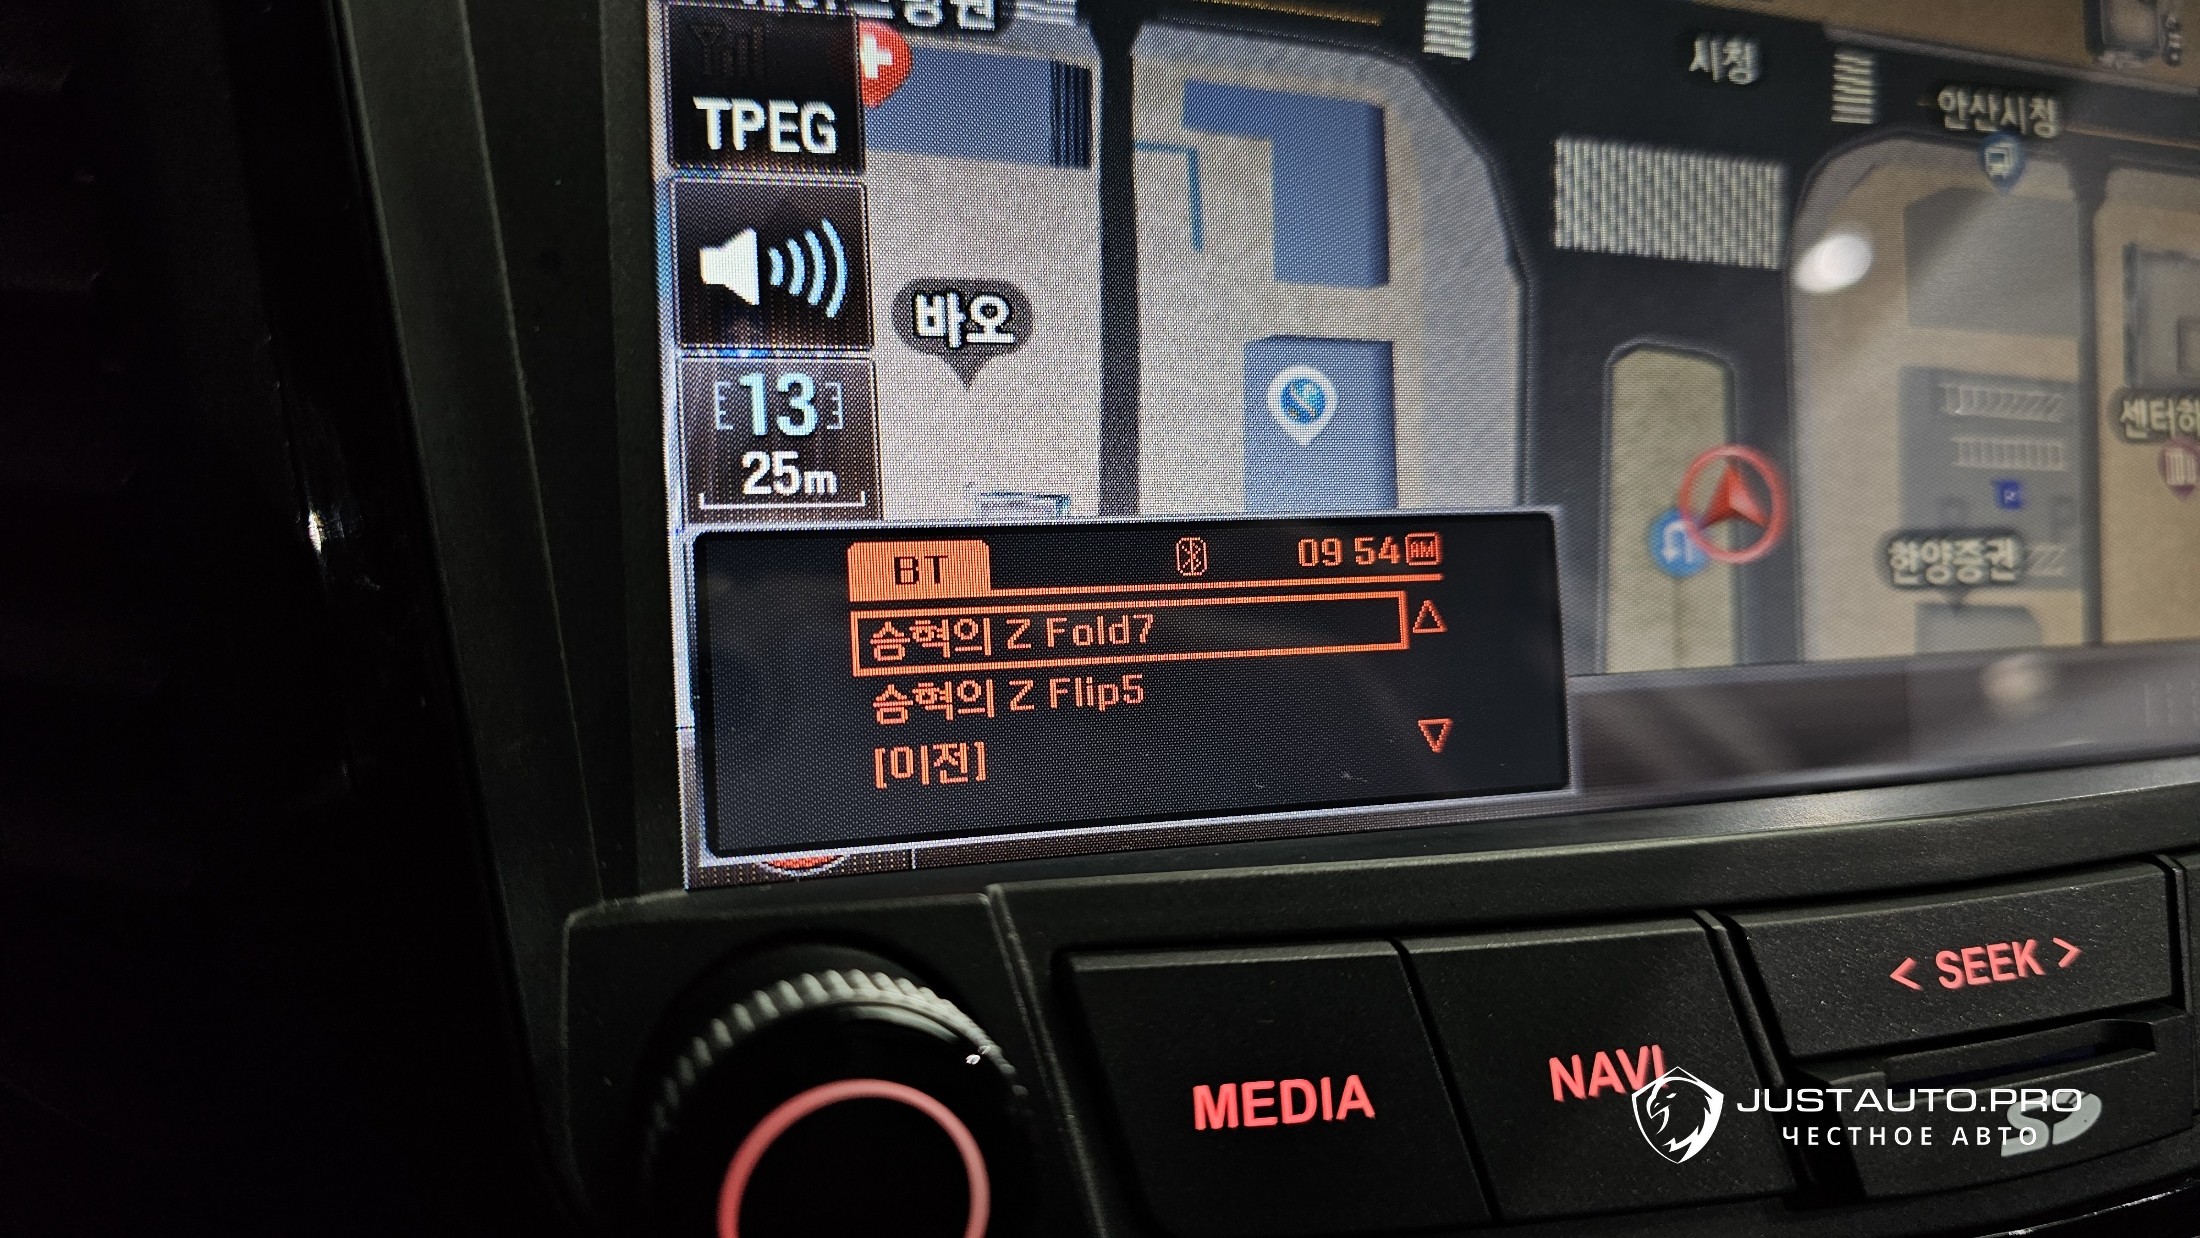 TPEG
시청
안산시청
바오
13
25m
센터하
한양증권
BT
09 54 AM
승혁의 Z Fold7
승혁의 Z Flip5
[이전]
< SEEK >
MEDIA
NAVI
JUSTAUTO.PRO
ЧЕСТНОЕ АВТО